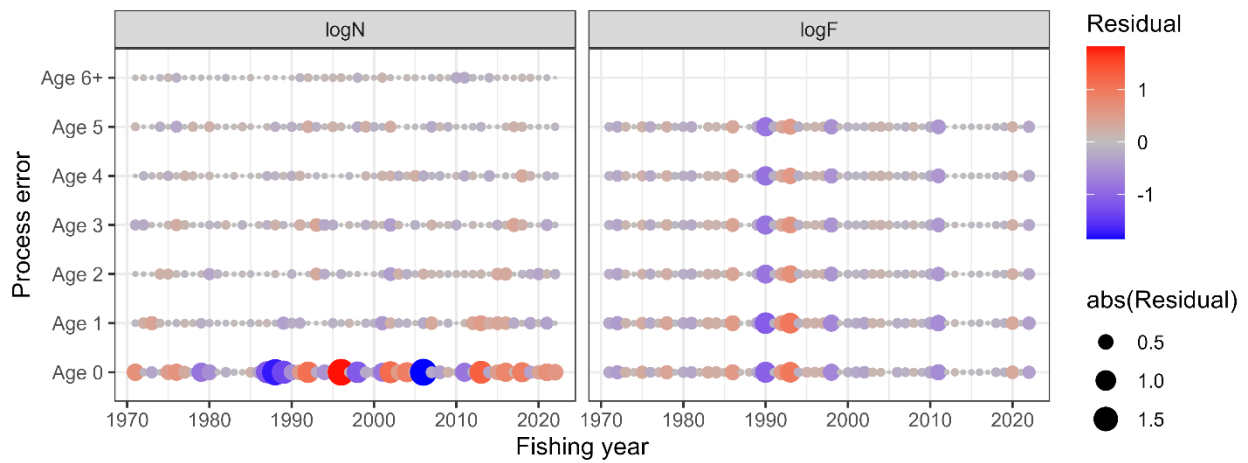 logN
logF
Process error
Age 6+
Age 5
Age 4
Age 3
Age 2
Age 1
Age 0
1970 1980 1990 2000 2010 2020
1970 1980 1990 2000 2010 2020
Fishing year
Residual
1
0
-1
abs(Residual)
0.5
1.0
1.5